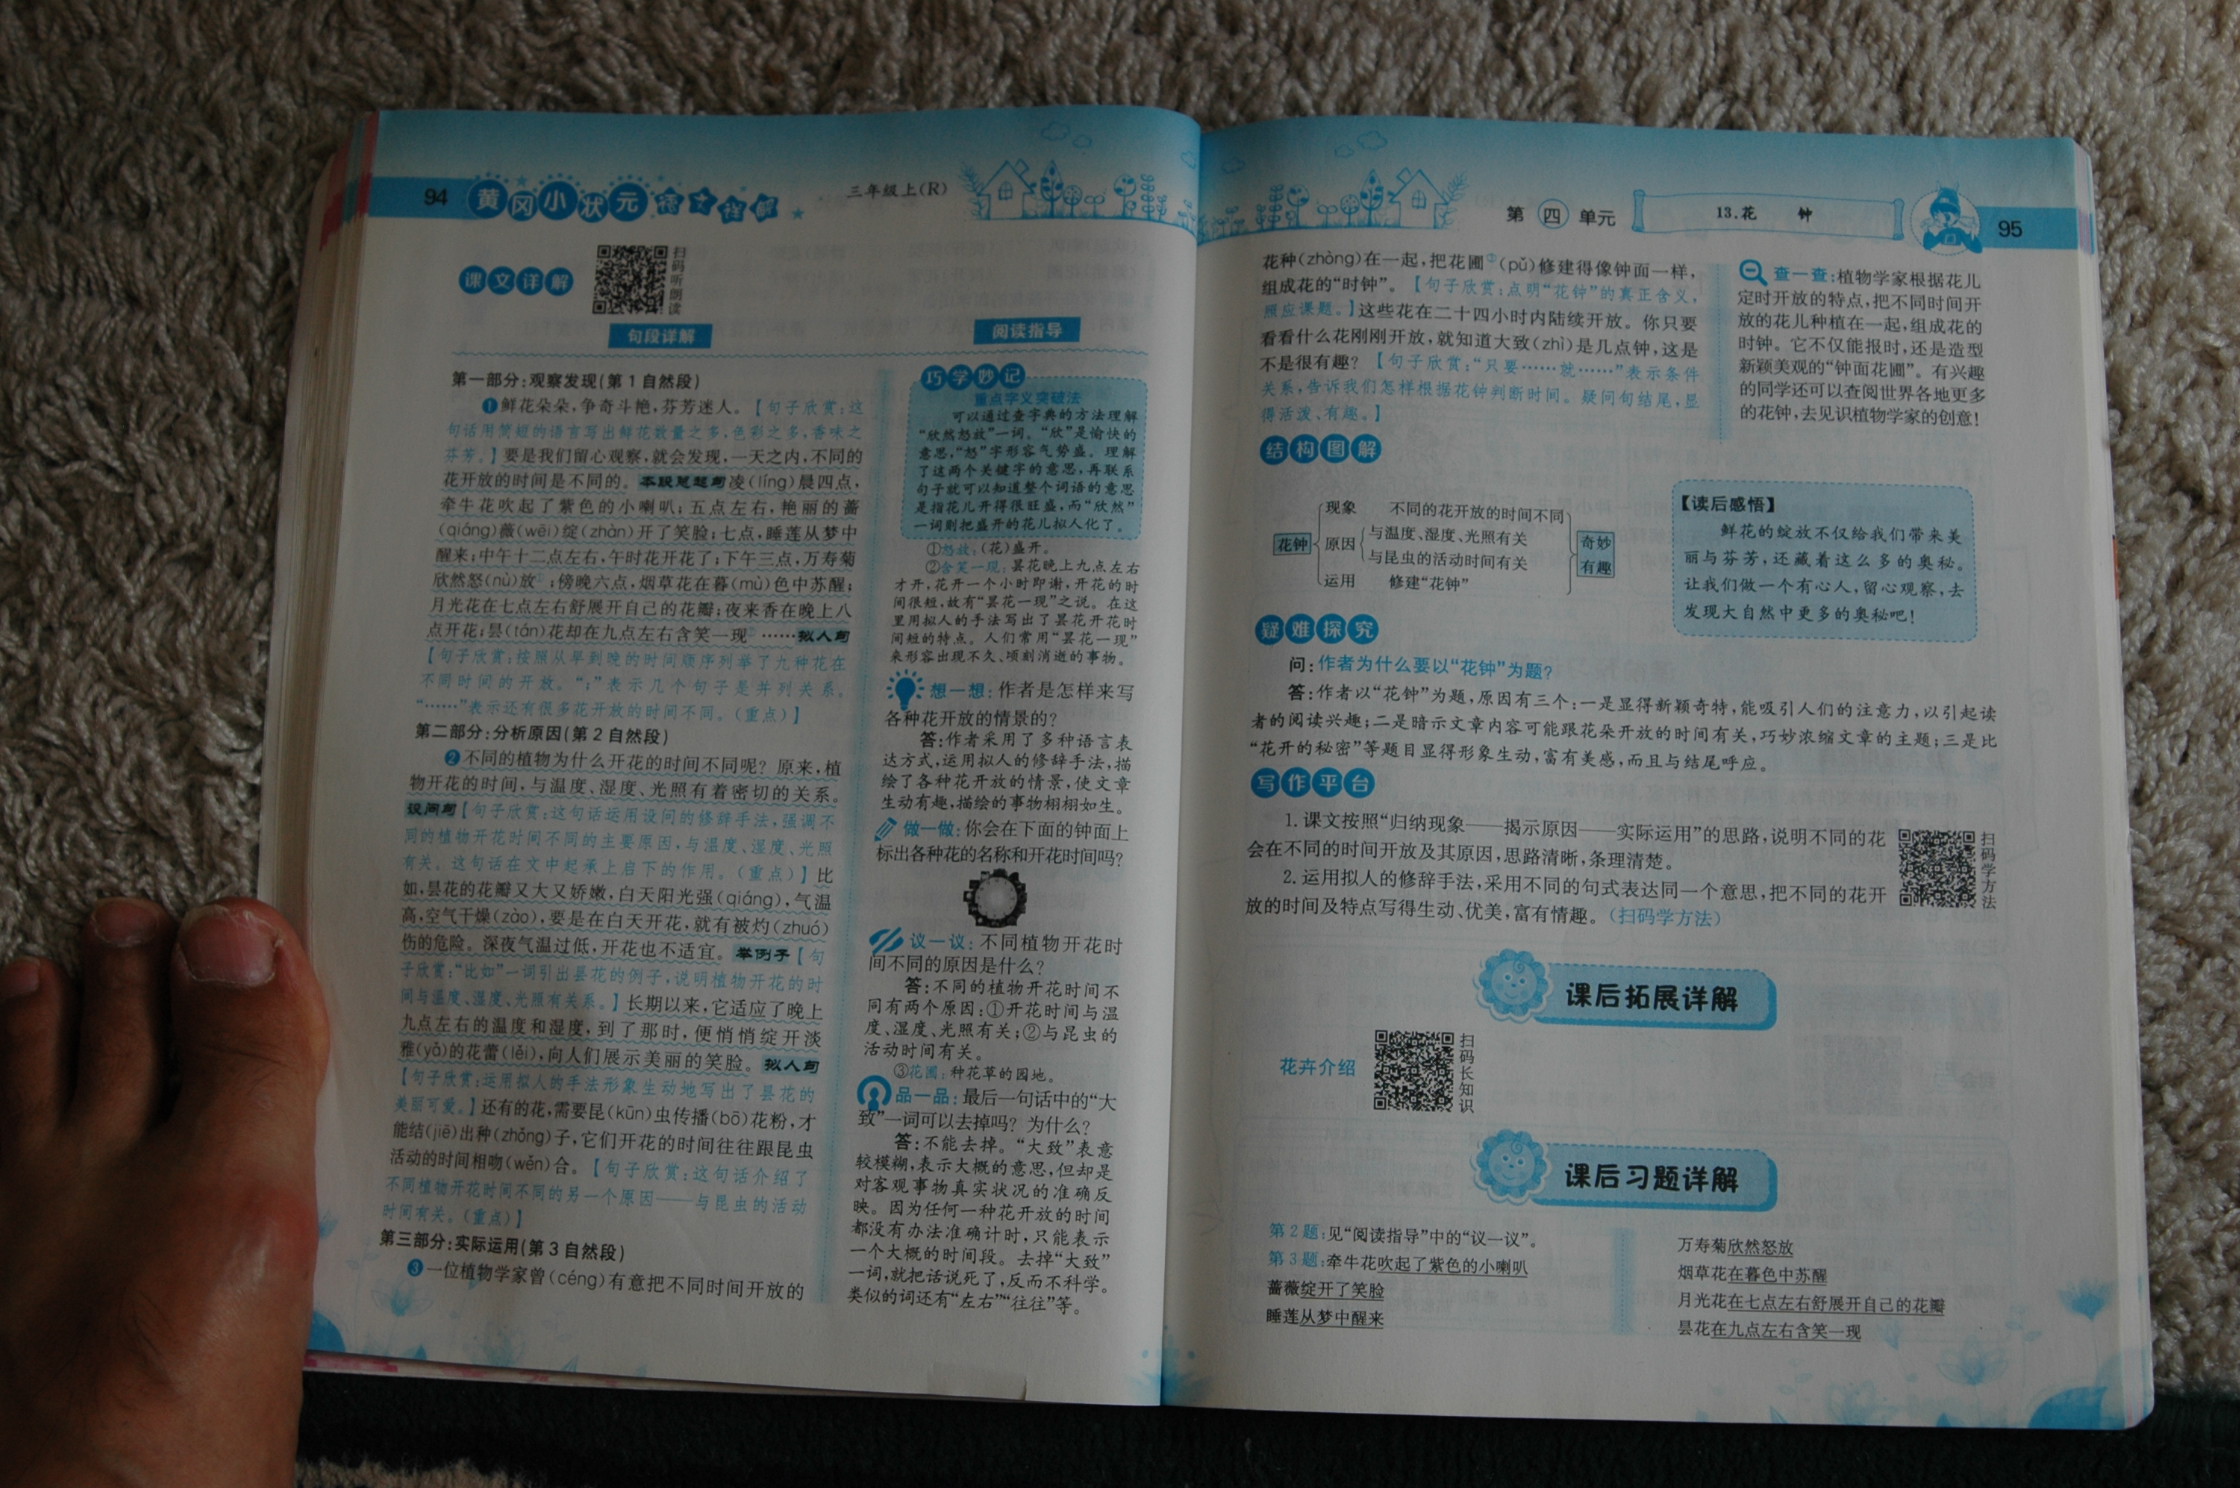 94
黄冈小状元
三年级上(R)
课文详解
扫码听朗读
句段详解
阅读指导
第一部分:观察发现(第1自然段)
❶鲜花朵朵,争奇斗艳,芬芳迷人。【句子欣赏:这
句话用简短的语言写出鲜花数量之多,色彩之多,香味之
芬芳。】要是我们留心观察,就会发现,一天之内,不同的
花开放的时间是不同的。凌(líng)晨四点,
牵牛花吹起了紫色的小喇叭;五点左右,艳丽的蔷
(qiáng)薇(wēi)绽(zhàn)开了笑脸;七点,睡莲从梦中
醒来;中午十二点左右,午时花开花了;下午三点,万寿菊
欣然怒(nù)放①;傍晚六点,烟草花在暮(mù)色中苏醒;
月光花在七点左右舒展开自己的花瓣;夜来香在晚上八
点开花;昙(tán)花却在九点左右含笑一现②……拟人句
【句子欣赏:按照从早到晚的时间顺序列举了九种花在
不同时间的开放。“;”表示几个句子是并列关系,
“……”表示还有很多花开放的时间不同。(重点)】
第二部分:分析原因(第2自然段)
❷不同的植物为什么开花的时间不同呢?原来,植
物开花的时间,与温度、湿度、光照有着密切的关系。
设问句【句子欣赏:这句话运用设问的修辞手法,强调不
同的植物开花时间不同的主要原因,与温度、湿度、光照
有关。这句话在文中起承上启下的作用。(重点)】比
如,昙花的花瓣又大又娇嫩,白天阳光强(qiáng),气温
高,空气干燥(zào),要是在白天开花,就有被灼(zhuó)
伤的危险。深夜气温过低,开花也不适宜。举例子【句
子欣赏:“比如”一词引出昙花的例子,说明植物开花的时
间与温度、湿度、光照有关系。】长期以来,它适应了晚上
九点左右的温度和湿度,到了那时,便悄悄绽开淡
雅(yǎ)的花蕾(lěi),向人们展示美丽的笑脸。拟人句
【句子欣赏:运用拟人的手法形象生动地写出了昙花的
美丽可爱。】还有的花,需要昆(kūn)虫传播(bō)花粉,才
能结(jiē)出种(zhǒng)子,它们开花的时间往往跟昆虫
活动的时间相吻(wěn)合。【句子欣赏:这句话介绍了
不同植物开花时间不同的另一个原因——与昆虫的活动
时间有关。(重点)】
第三部分:实际运用(第3自然段)
❸一位植物学家曾(céng)有意把不同时间开放的
巧学妙记
重点字义突破法
可以通过查字典的方法理解
“欣然怒放”一词。“欣”是愉快的
意思,“怒”字形容气势盛。理解
了这两个关键字的意思,再联系
句子就可以知道整个词语的意思
是指花儿开得很旺盛,而“欣然”
一词则把盛开的花儿拟人化了。
①怒放:(花)盛开。
②含笑一现:昙花晚上九点左右
才开,花开一个小时即谢,开花的时
间很短,故有“昙花一现”之说。在这
里用拟人的手法写出了昙花开花时
间短的特点。人们常用“昙花一现”
来形容出现不久、顷刻消逝的事物。
想一想:作者是怎样来写
各种花开放的情景的?
答:作者采用了多种语言表
达方式,运用拟人的修辞手法,描
绘了各种花开放的情景,使文章
生动有趣,描绘的事物栩栩如生。
做一做:你会在下面的钟面上
标出各种花的名称和开花时间吗?
议一议:不同植物开花时
间不同的原因是什么?
答:不同的植物开花时间不
同有两个原因:①开花时间与温
度、湿度、光照有关;②与昆虫的
活动时间有关。
③花圃:种花草的园地。
品一品:最后一句话中的“大
致”一词可以去掉吗?为什么?
答:不能去掉。“大致”表意
较模糊,表示大概的意思,但却是
对客观事物真实状况的准确反
映。因为任何一种花开放的时间
都没有办法准确计时,只能表示
一个大概的时间段。去掉“大致”
一词,就把话说死了,反而不科学。
类似的词还有“左右”“往往”等。
第四单元
13.花 钟
95
花种(zhòng)在一起,把花圃③(pǔ)修建得像钟面一样,
组成花的“时钟”。【句子欣赏:点明“花钟”的真正含义,
照应课题。】这些花在二十四小时内陆续开放。你只要
看看什么花刚刚开放,就知道大致(zhì)是几点钟,这是
不是很有趣?【句子欣赏:“只要……就……”表示条件
关系,告诉我们怎样根据花钟判断时间。疑问句结尾,显
得活泼、有趣。】
查一查:植物学家根据花儿
定时开放的特点,把不同时间开
放的花儿种植在一起,组成花的
时钟。它不仅能报时,还是造型
新颖美观的“钟面花圃”。有兴趣
的同学还可以查阅世界各地更多
的花钟,去见识植物学家的创意!
结构图解
花钟
现象 不同的花开放的时间不同
原因
与温度、湿度、光照有关
与昆虫的活动时间有关
运用 修建“花钟”
奇妙
有趣
【读后感悟】
鲜花的绽放不仅给我们带来美
丽与芬芳,还藏着这么多的奥秘。
让我们做一个有心人,留心观察,去
发现大自然中更多的奥秘吧!
疑难探究
问:作者为什么要以“花钟”为题?
答:作者以“花钟”为题,原因有三个:一是显得新颖奇特,能吸引人们的注意力,以引起读
者的阅读兴趣;二是暗示文章内容可能跟花朵开放的时间有关,巧妙浓缩文章的主题;三是比
“花开的秘密”等题目显得形象生动,富有美感,而且与结尾呼应。
写作平台
1.课文按照“归纳现象——揭示原因——实际运用”的思路,说明不同的花
会在不同的时间开放及其原因,思路清晰,条理清楚。
2.运用拟人的修辞手法,采用不同的句式表达同一个意思,把不同的花开
放的时间及特点写得生动、优美,富有情趣。(扫码学方法)
扫码学方法
课后拓展详解
花卉介绍
扫码长知识
课后习题详解
第2题:见“阅读指导”中的“议一议”。
第3题:牵牛花吹起了紫色的小喇叭
蔷薇绽开了笑脸
睡莲从梦中醒来
万寿菊欣然怒放
烟草花在暮色中苏醒
月光花在七点左右舒展开自己的花瓣
昙花在九点左右含笑一现